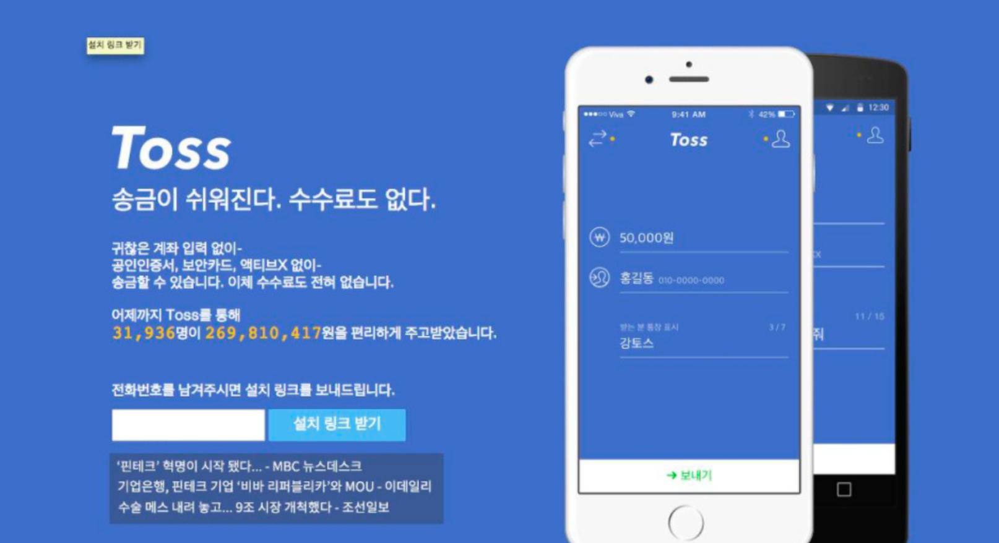 설치 링크 받기
Toss
송금이 쉬워진다. 수수료도 없다.
귀찮은 계좌 입력 없이-
공인인증서, 보안카드, 액티브X 없이-
송금할 수 있습니다. 이체 수수료도 전혀 없습니다.
어제까지 Toss를 통해
31,936명이 269,810,417원을 편리하게 주고받았습니다.
전화번호를 남겨주시면 설치 링크를 보내드립니다.
설치 링크 받기
‘핀테크’ 혁명이 시작 됐다... - MBC 뉴스데스크
기업은행, 핀테크 기업 ‘비바 리퍼블리카’와 MOU - 이데일리
수술 메스 내려 놓고... 9조 시장 개척했다 - 조선일보
Viva 9:41 AM 42%
Toss
50,000원
홍길동 010-0000-0000
받는 분 통장 표시 3 / 7
강토스
→ 보내기
12:30
X
11 / 15
줘